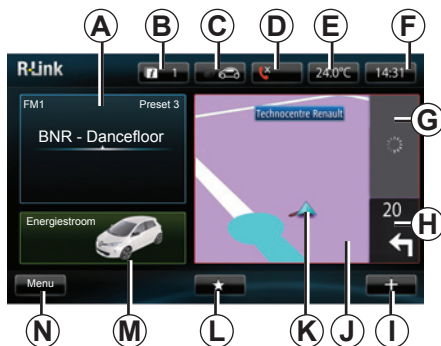 A B C D E F
R-Link
i 1
24.0°C
14:31
FM1 Preset 3
BNR - Dancefloor
Technocentre Renault
G
Energiestroom
20
H
Menu
N M L K J I